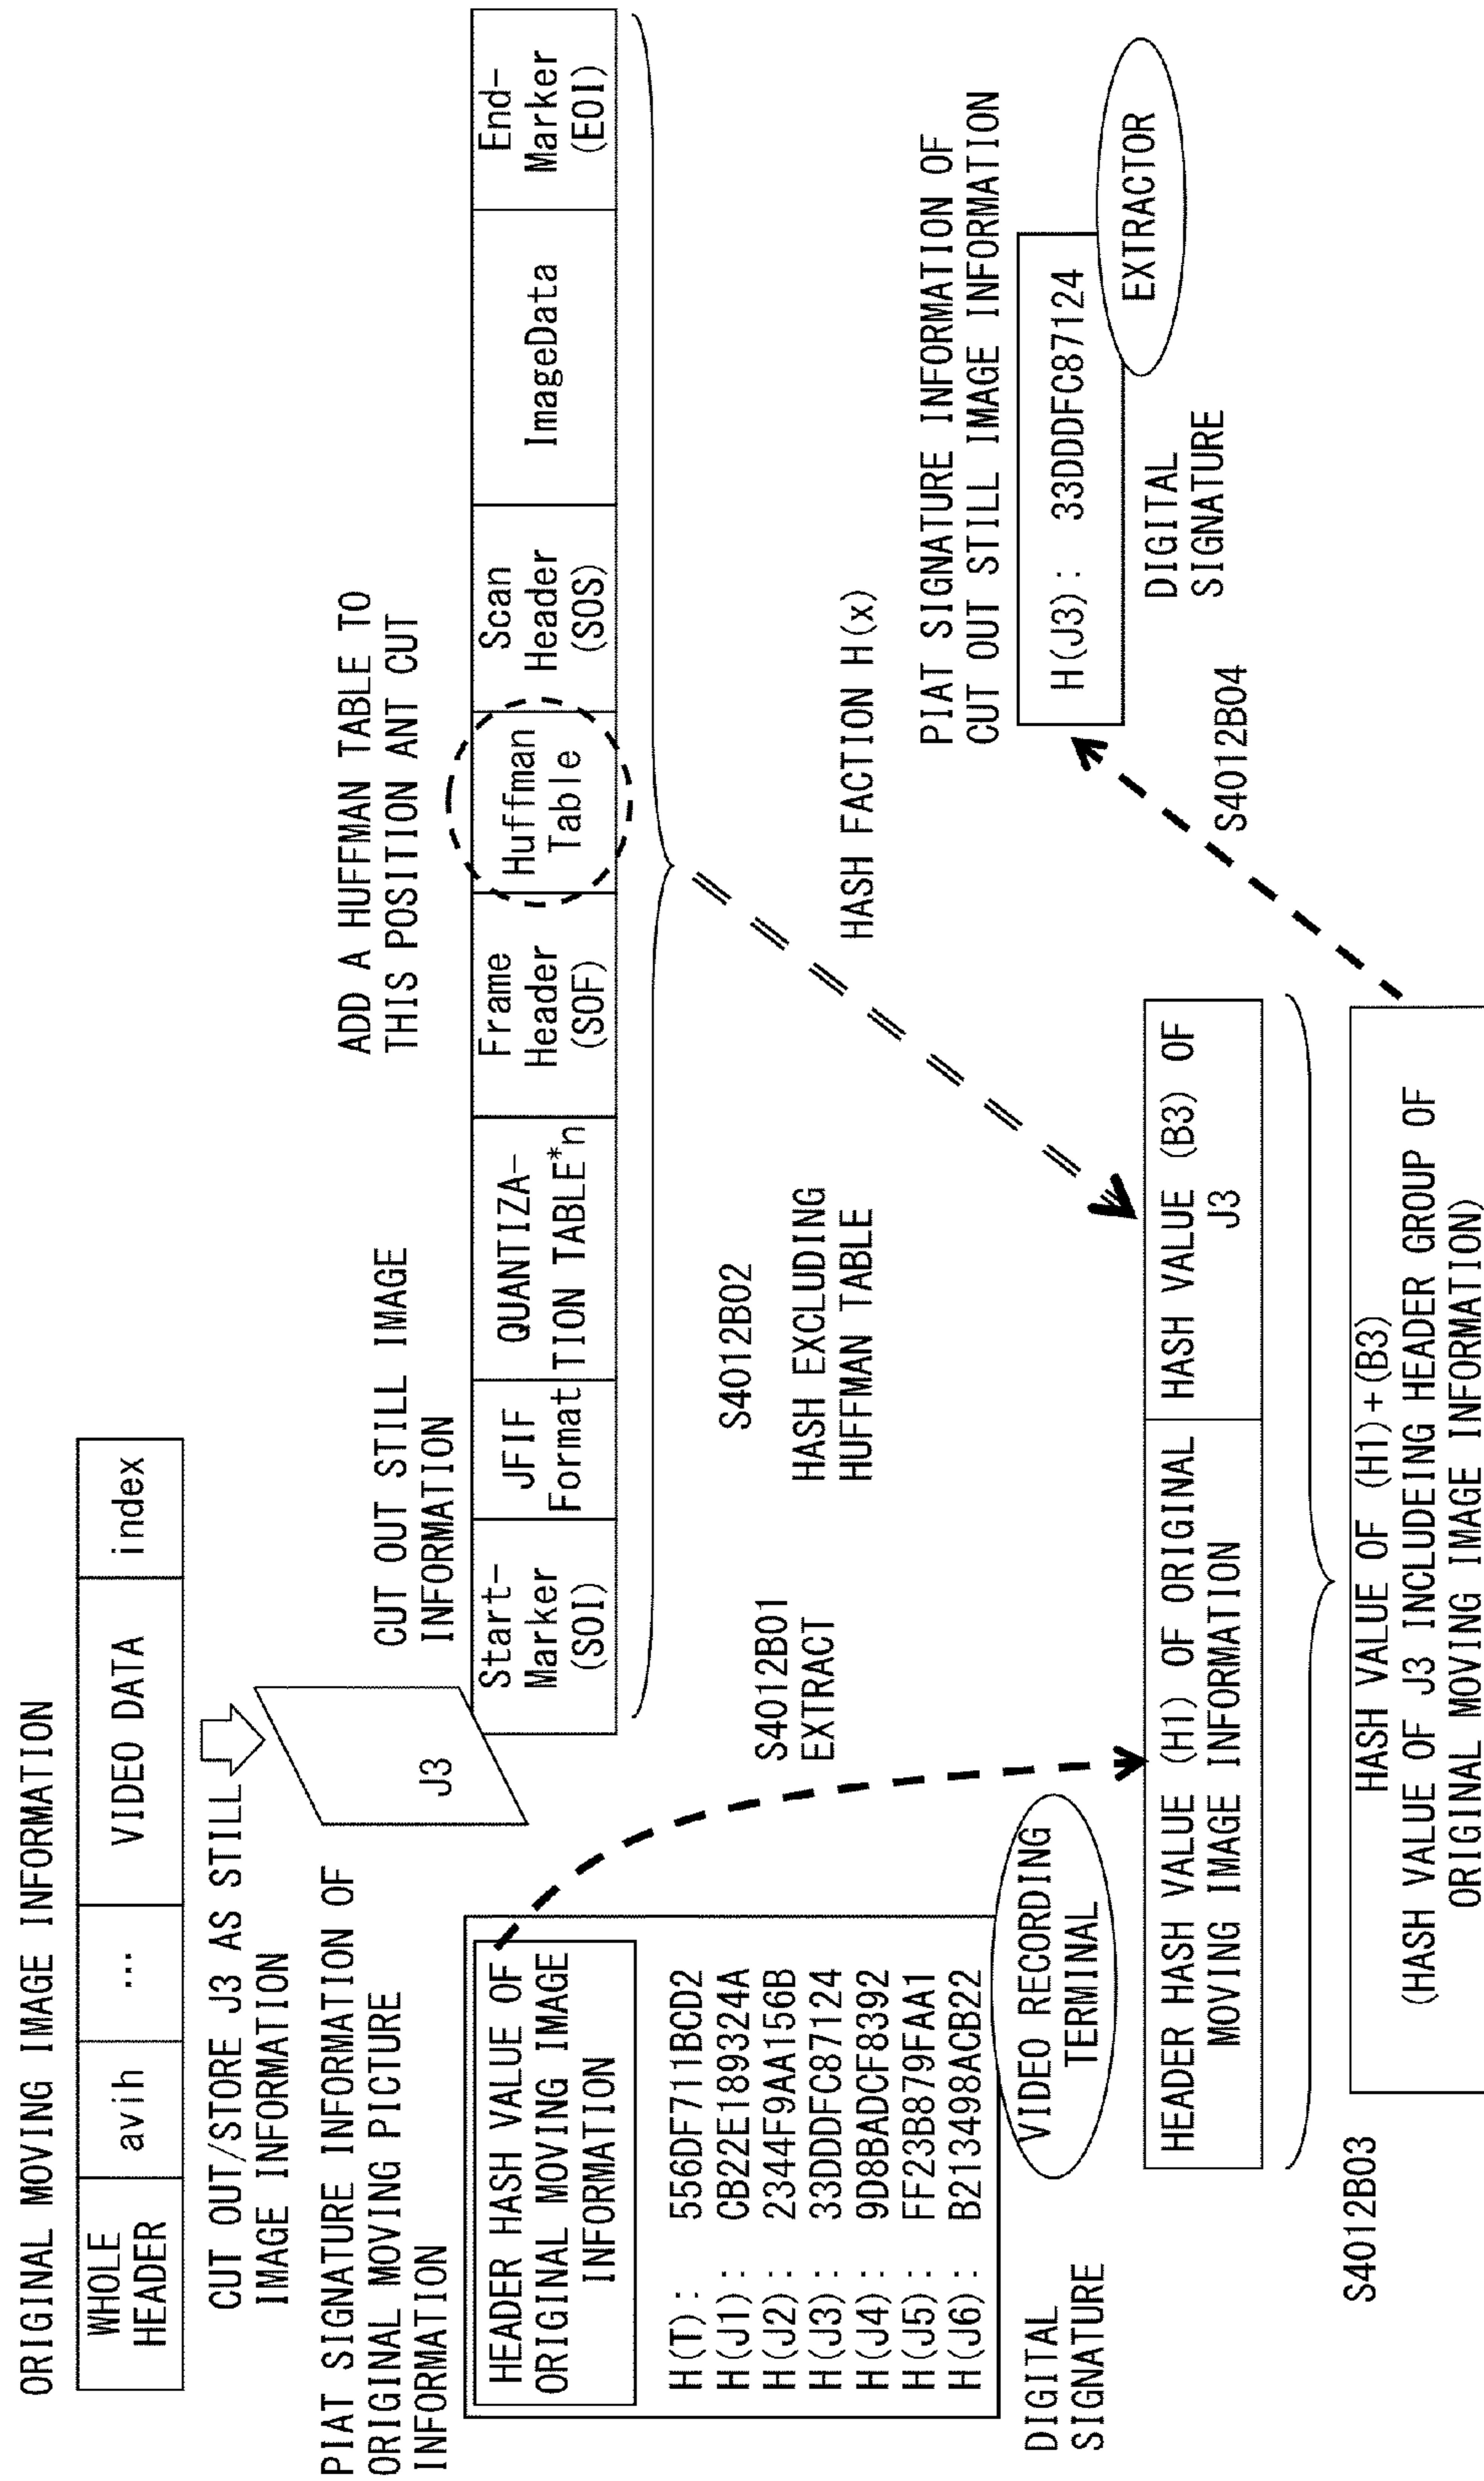 ORIGINAL MOVING IMAGE INFORMATION
WHOLE
HEADER
avih
...
VIDEO DATA
index
CUT OUT/STORE J3 AS STILL
IMAGE INFORMATION
J3
CUT OUT STILL IMAGE
INFORMATION
ADD A HUFFMAN TABLE TO
THIS POSITION ANT CUT
Start-
Marker
(SOI)
JFIF
Format
QUANTIZA-
TION TABLE*n
Frame
Header
(SOF)
Huffman
Table
Scan
Header
(SOS)
ImageData
End-
Marker
(EOI)
PIAT SIGNATURE INFORMATION OF
ORIGINAL MOVING PICTURE
INFORMATION
HEADER HASH VALUE OF
ORIGINAL MOVING IMAGE
INFORMATION
H(T): 556DF711BCD2
H(J1): CB22E189324A
H(J2): 2344F9AA156B
H(J3): 33DDDFC87124
H(J4): 9D8BADCF8392
H(J5): FF23B879FAA1
H(J6): B213498ACB22
DIGITAL
SIGNATURE
VIDEO RECORDING
TERMINAL
S4012B01
EXTRACT
S4012B02
HASH EXCLUDING
HUFFMAN TABLE
HASH FACTION H(x)
PIAT SIGNATURE INFORMATION OF
CUT OUT STILL IMAGE INFORMATION
H(J3): 33DDDFC87124
EXTRACTOR
DIGITAL
SIGNATURE
S4012B04
HEADER HASH VALUE (H1) OF ORIGINAL
MOVING IMAGE INFORMATION
HASH VALUE (B3) OF
J3
S4012B03
HASH VALUE OF (H1)+(B3)
(HASH VALUE OF J3 INCLUDEING HEADER GROUP OF
ORIGINAL MOVING IMAGE INFORMATION)